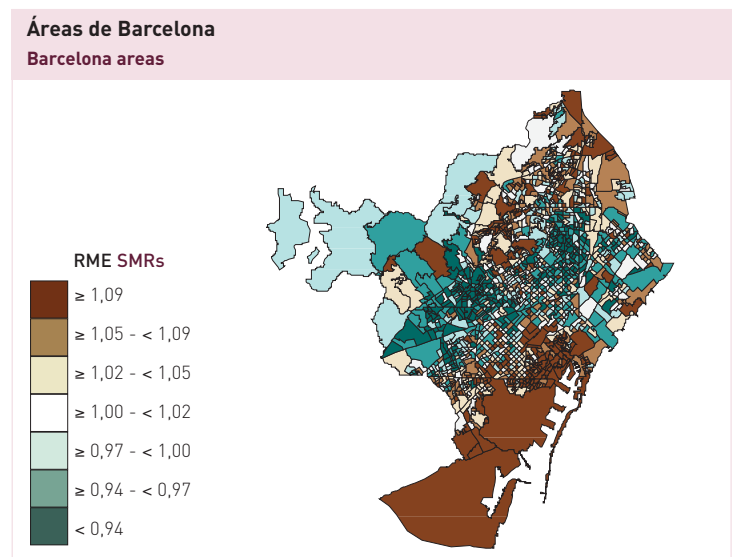 Áreas de Barcelona
Barcelona areas
RME SMRs
≥ 1,09
≥ 1,05 - < 1,09
≥ 1,02 - < 1,05
≥ 1,00 - < 1,02
≥ 0,97 - < 1,00
≥ 0,94 - < 0,97
< 0,94